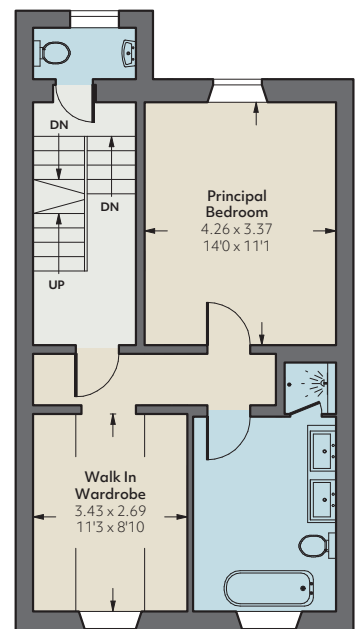 DN
DN
UP
Principal
Bedroom
4.26 x 3.37
14'0 x 11'1
Walk In
Wardrobe
3.43 x 2.69
11'3 x 8'10